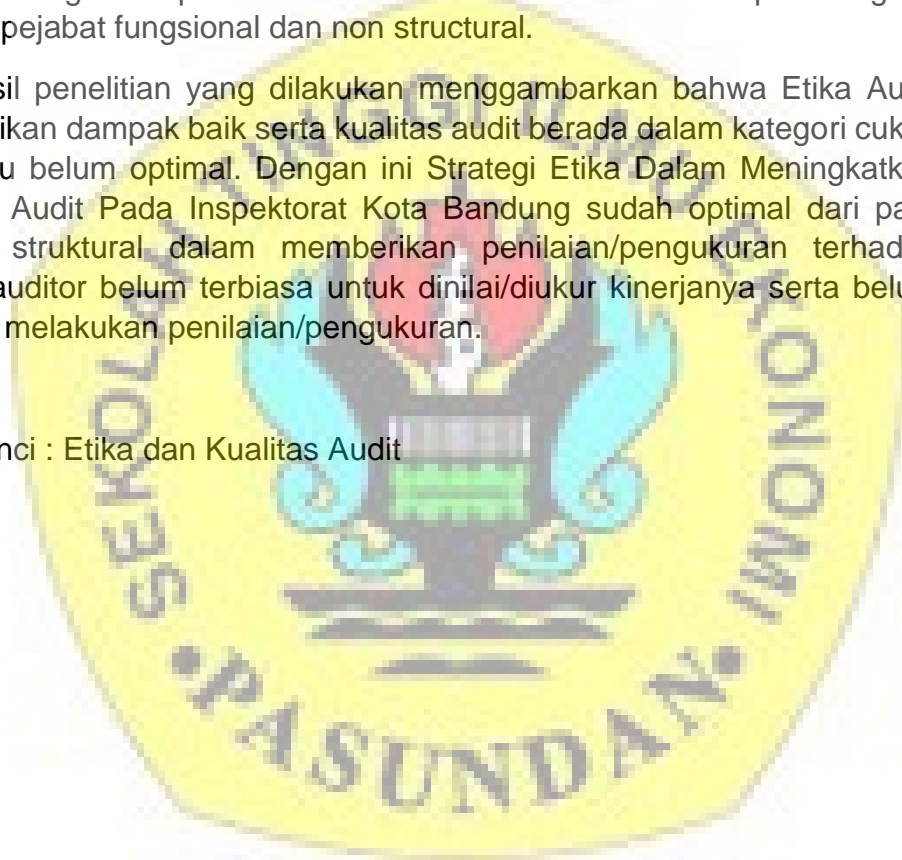 pejabat fungsional dan non structural.
sil penelitian yang dilakukan menggambarkan bahwa Etika Au
ikan dampak baik serta kualitas audit berada dalam kategori cuk
u belum optimal. Dengan ini Strategi Etika Dalam Meningkatk
Audit Pada Inspektorat Kota Bandung sudah optimal dari pa
struktural dalam memberikan penilaian/pengukuran terhad
auditor belum terbiasa untuk dinilai/diukur kinerjanya serta belu
melakukan penilaian/pengukuran.
nci : Etika dan Kualitas Audit
SEKOLAH TINGGI ILMU EKONOMI
•PASUNDAN•